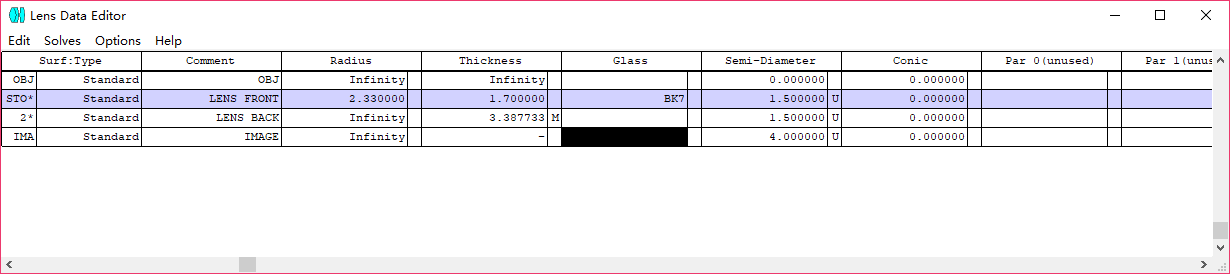 Lens Data Editor
Edit Solves Options Help
Surf:Type Comment Radius Thickness Glass Semi-Diameter Conic Par 0(unused) Par 1(unus
OBJ Standard OBJ Infinity Infinity 0.000000 0.000000
STO* Standard LENS FRONT 2.330000 1.700000 BK7 1.500000 U 0.000000
2* Standard LENS BACK Infinity 3.387733 M 1.500000 U 0.000000
IMA Standard IMAGE Infinity - 4.000000 U 0.000000